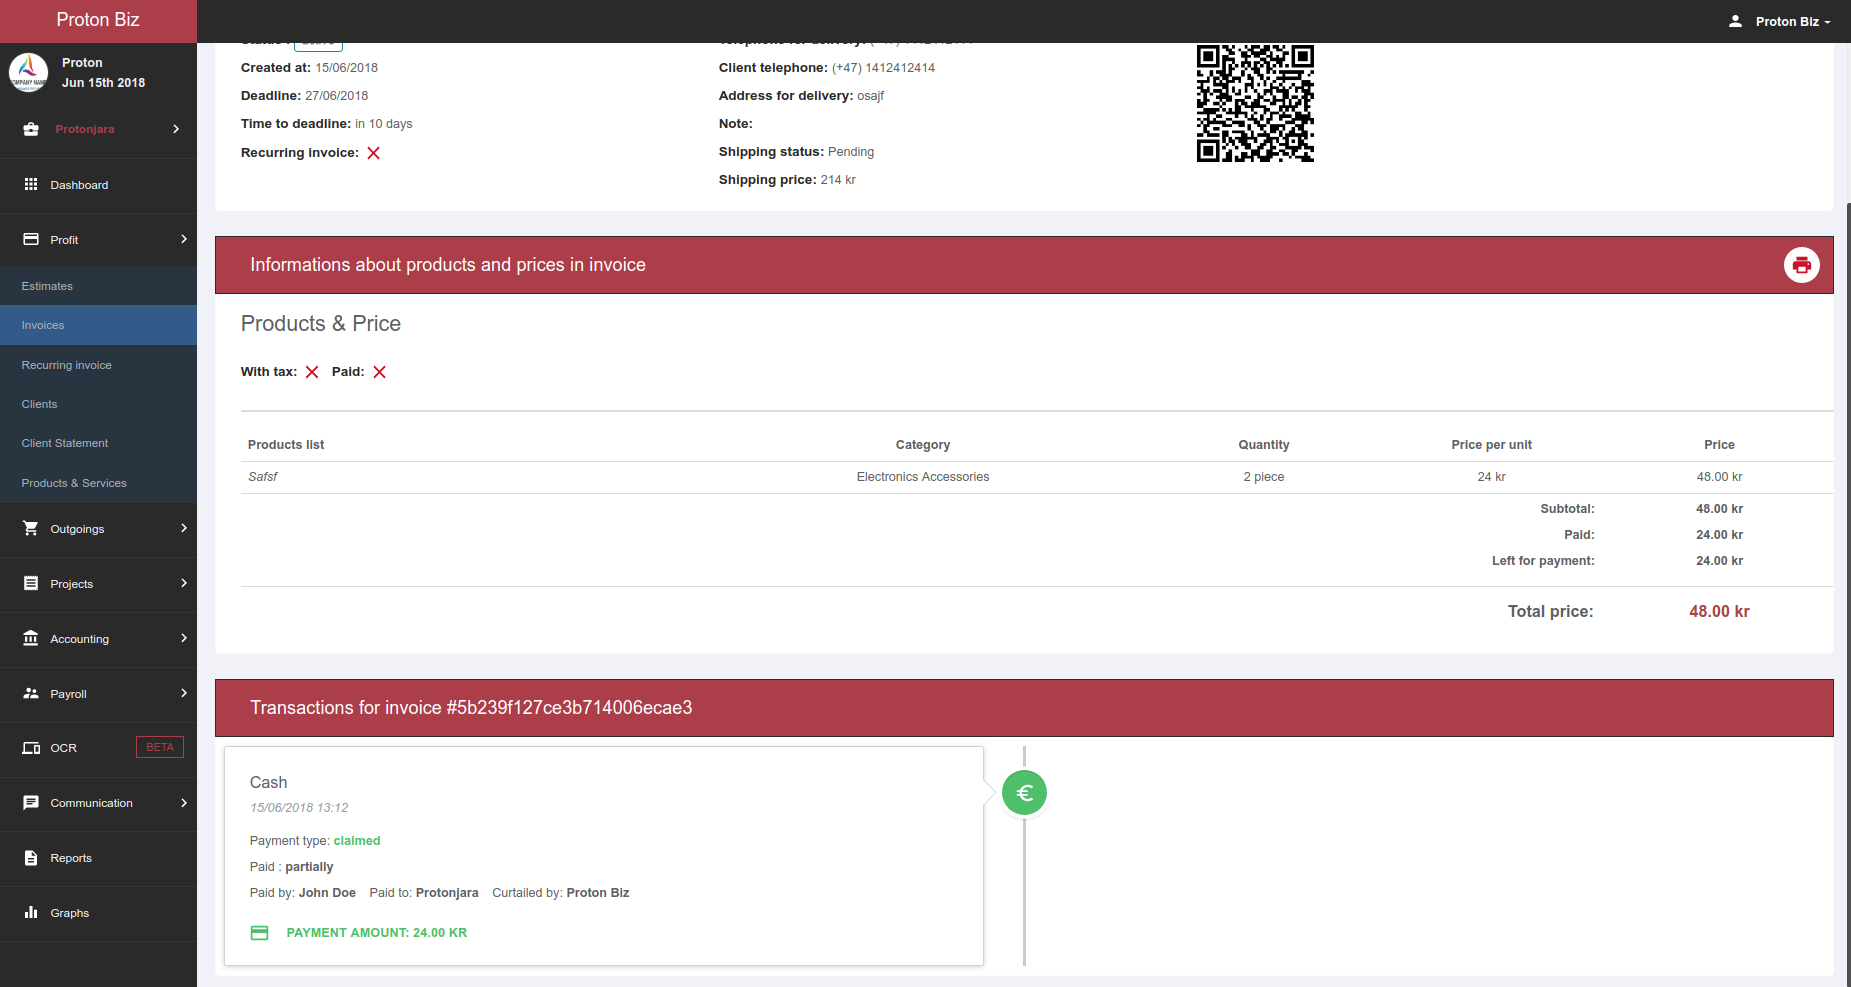 Proton Biz
Proton Biz
Proton
Jun 15th 2018
Protonjara
Dashboard
Profit
Estimates
Invoices
Recurring invoice
Clients
Client Statement
Products & Services
Outgoings
Projects
Accounting
Payroll
OCR BETA
Communication
Reports
Graphs
Created at: 15/06/2018
Deadline: 27/06/2018
Time to deadline: in 10 days
Recurring invoice:
Client telephone: (+47) 1412412414
Address for delivery: osajf
Note:
Shipping status: Pending
Shipping price: 214 kr
Informations about products and prices in invoice
Products & Price
With tax: Paid:
Products list Category Quantity Price per unit Price
Safsf Electronics Accessories 2 piece 24 kr 48.00 kr
Subtotal: 48.00 kr
Paid: 24.00 kr
Left for payment: 24.00 kr
Total price: 48.00 kr
Transactions for invoice #5b239f127ce3b714006ecae3
Cash
15/06/2018 13:12
Payment type: claimed
Paid : partially
Paid by: John Doe Paid to: Protonjara Curtailed by: Proton Biz
PAYMENT AMOUNT: 24.00 KR